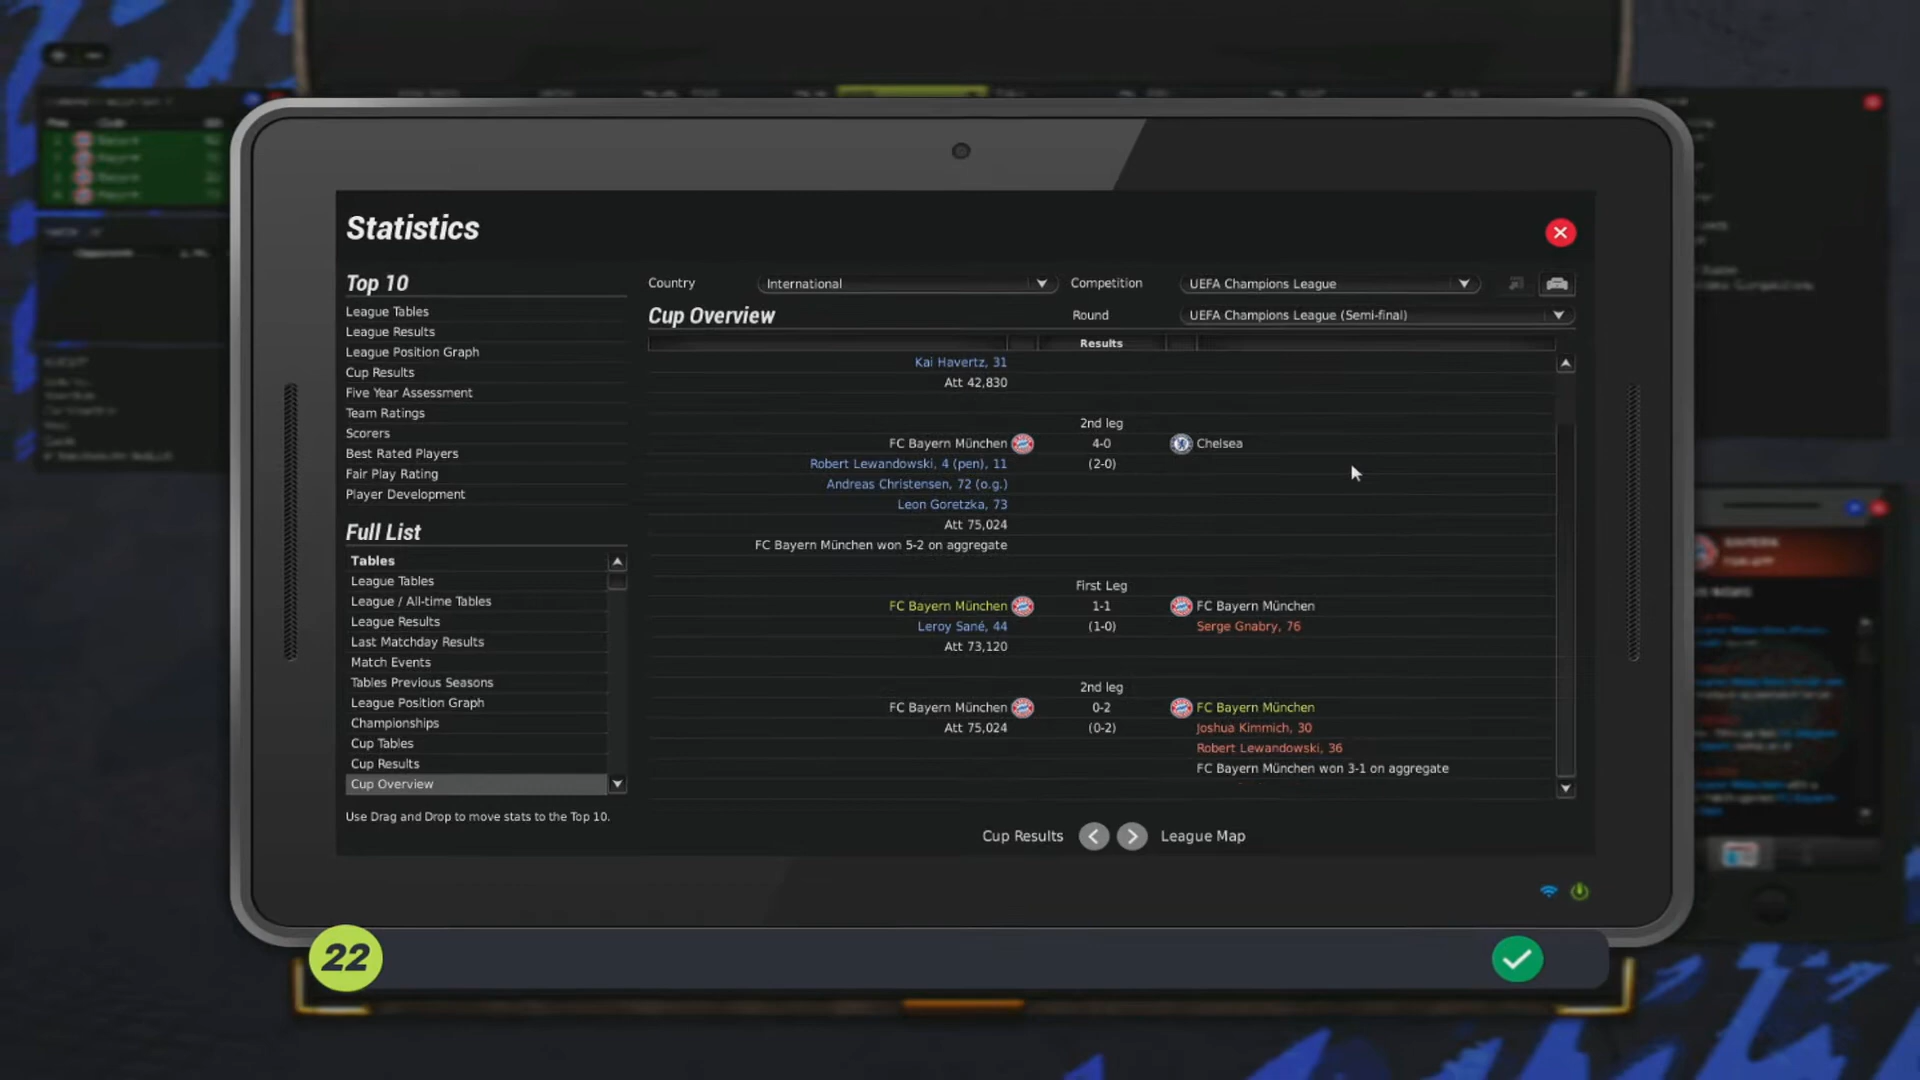 Statistics
Top 10
League Tables
League Results
League Position Graph
Cup Results
Five Year Assessment
Team Ratings
Scorers
Best Rated Players
Fair Play Rating
Player Development
Full List
Tables
League Tables
League / All-time Tables
League Results
Last Matchday Results
Match Events
Tables Previous Seasons
League Position Graph
Championships
Cup Tables
Cup Results
Cup Overview
Use Drag and Drop to move stats to the Top 10.
Country International Competition UEFA Champions League
Cup Overview Round UEFA Champions League (Semi-final)
Results
Kai Havertz, 31
Att 42,830
2nd leg
FC Bayern München 4-0 Chelsea
Robert Lewandowski, 4 (pen), 11 (2-0)
Andreas Christensen, 72 (o.g.)
Leon Goretzka, 73
Att 75,024
FC Bayern München won 5-2 on aggregate
First Leg
FC Bayern München 1-1 FC Bayern München
Leroy Sané, 44 (1-0) Serge Gnabry, 76
Att 73,120
2nd leg
FC Bayern München 0-2 FC Bayern München
Att 75,024 (0-2) Joshua Kimmich, 30
Robert Lewandowski, 36
FC Bayern München won 3-1 on aggregate
Cup Results League Map
22